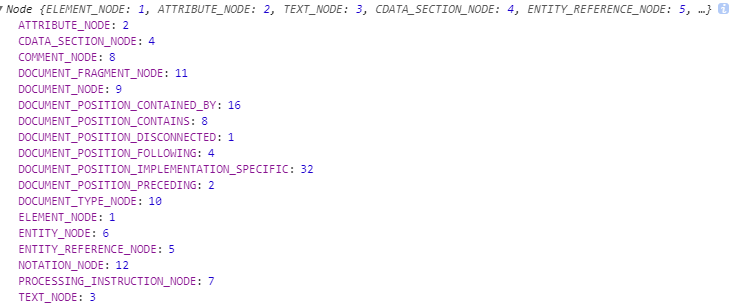 ▼ Node {ELEMENT_NODE: 1, ATTRIBUTE_NODE: 2, TEXT_NODE: 3, CDATA_SECTION_NODE: 4, ENTITY_REFERENCE_NODE: 5, …} i
ATTRIBUTE_NODE: 2
CDATA_SECTION_NODE: 4
COMMENT_NODE: 8
DOCUMENT_FRAGMENT_NODE: 11
DOCUMENT_NODE: 9
DOCUMENT_POSITION_CONTAINED_BY: 16
DOCUMENT_POSITION_CONTAINS: 8
DOCUMENT_POSITION_DISCONNECTED: 1
DOCUMENT_POSITION_FOLLOWING: 4
DOCUMENT_POSITION_IMPLEMENTATION_SPECIFIC: 32
DOCUMENT_POSITION_PRECEDING: 2
DOCUMENT_TYPE_NODE: 10
ELEMENT_NODE: 1
ENTITY_NODE: 6
ENTITY_REFERENCE_NODE: 5
NOTATION_NODE: 12
PROCESSING_INSTRUCTION_NODE: 7
TEXT_NODE: 3